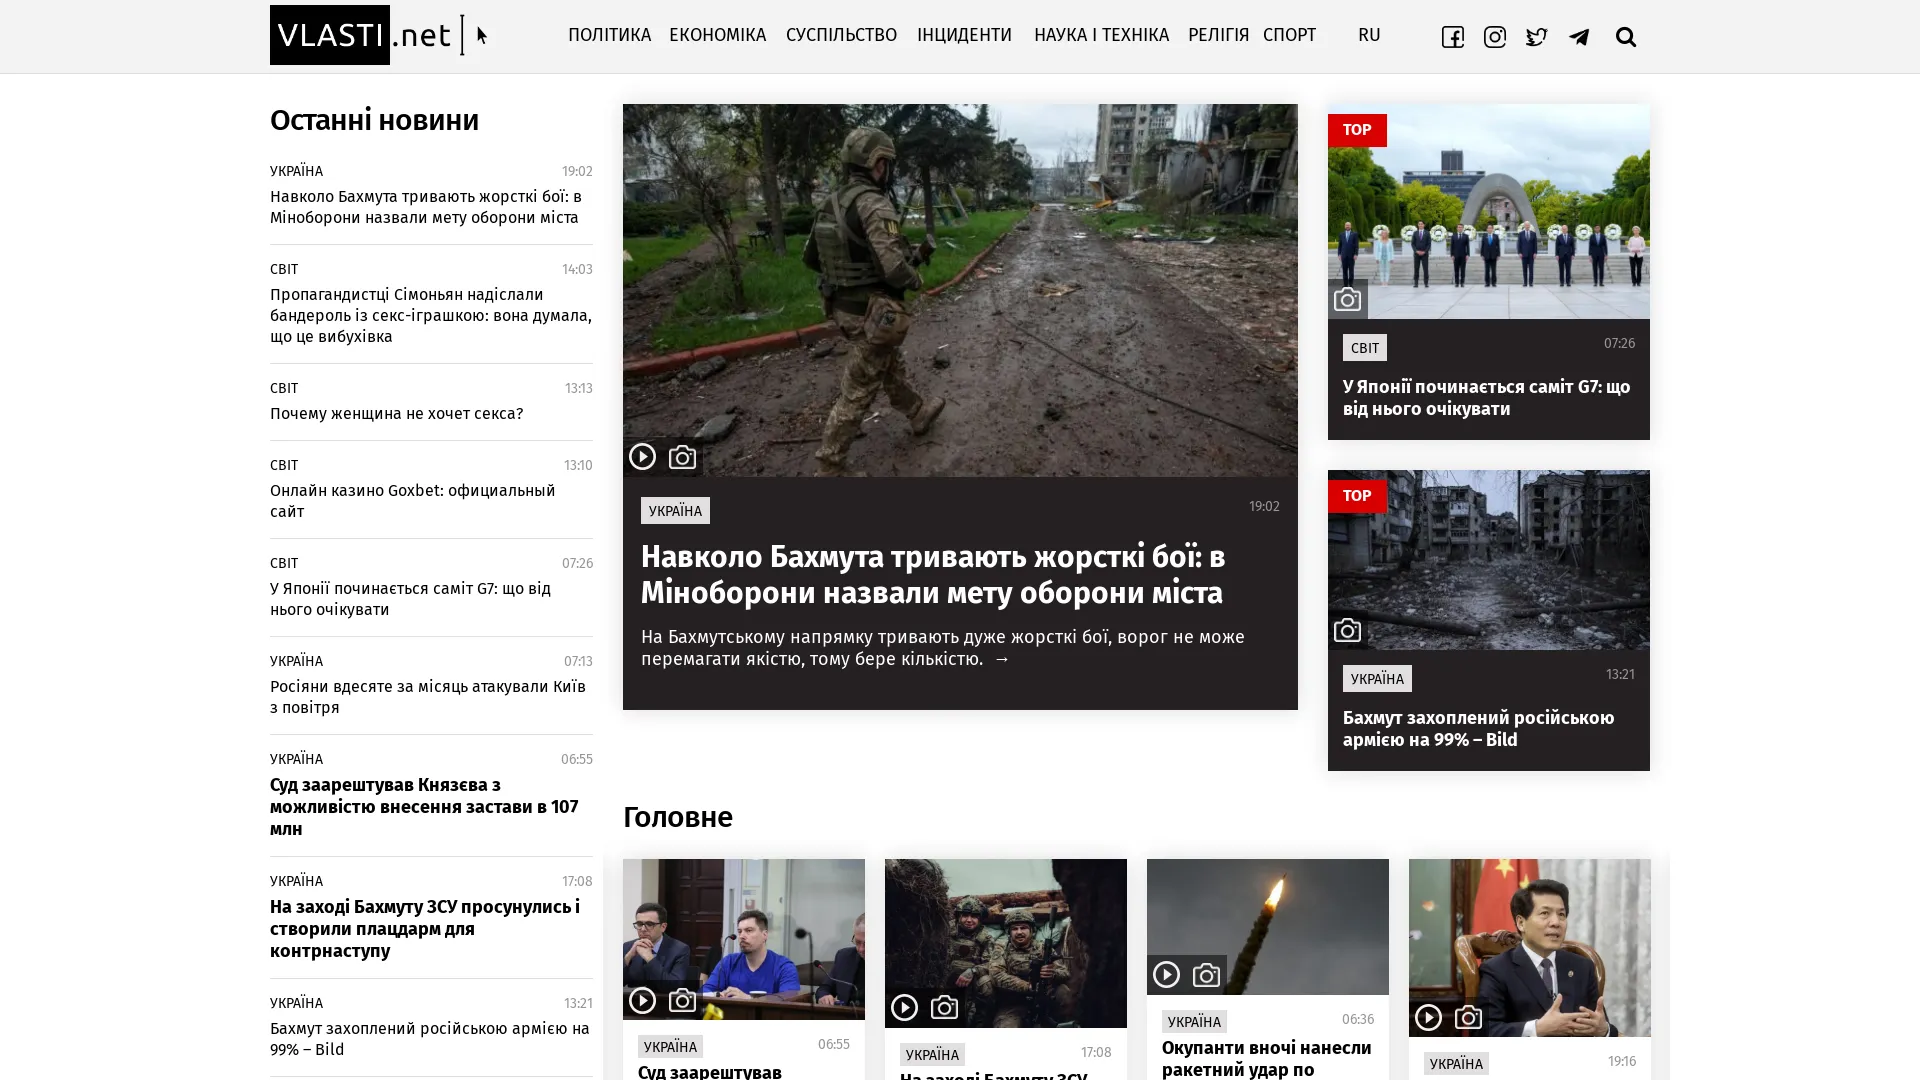 VLASTI.net
ПОЛІТИКА ЕКОНОМІКА СУСПІЛЬСТВО ІНЦИДЕНТИ НАУКА І ТЕХНІКА РЕЛІГІЯ СПОРТ RU
Останні новини
УКРАЇНА 19:02
Навколо Бахмута тривають жорсткі бої: в
Міноборони назвали мету оборони міста
СВІТ 14:03
Пропагандистці Сімоньян надіслали
бандероль із секс-іграшкою: вона думала,
що це вибухівка
СВІТ 13:13
Почему женщина не хочет секса?
СВІТ 13:10
Онлайн казино Goxbet: официальный
сайт
СВІТ 07:26
У Японії починається саміт G7: що від
нього очікувати
УКРАЇНА 07:13
Росіяни вдесяте за місяць атакували Київ
з повітря
УКРАЇНА 06:55
Суд заарештував Князєва з
можливістю внесення застави в 107
млн
УКРАЇНА 17:08
На заході Бахмуту ЗСУ просунулись і
створили плацдарм для
контрнаступу
УКРАЇНА 13:21
Бахмут захоплений російською армією на
99% – Bild
УКРАЇНА 19:02
Навколо Бахмута тривають жорсткі бої: в
Міноборони назвали мету оборони міста
На Бахмутському напрямку тривають дуже жорсткі бої, ворог не може
перемагати якістю, тому бере кількістю. →
TOP
СВІТ 07:26
У Японії починається саміт G7: що
від нього очікувати
TOP
УКРАЇНА 13:21
Бахмут захоплений російською
армією на 99% – Bild
Головне
УКРАЇНА 06:55
Суд заарештував
УКРАЇНА 17:08
На заході Бахмуту ЗСУ
УКРАЇНА 06:36
Окупанти вночі нанесли
ракетний удар по
УКРАЇНА 19:16